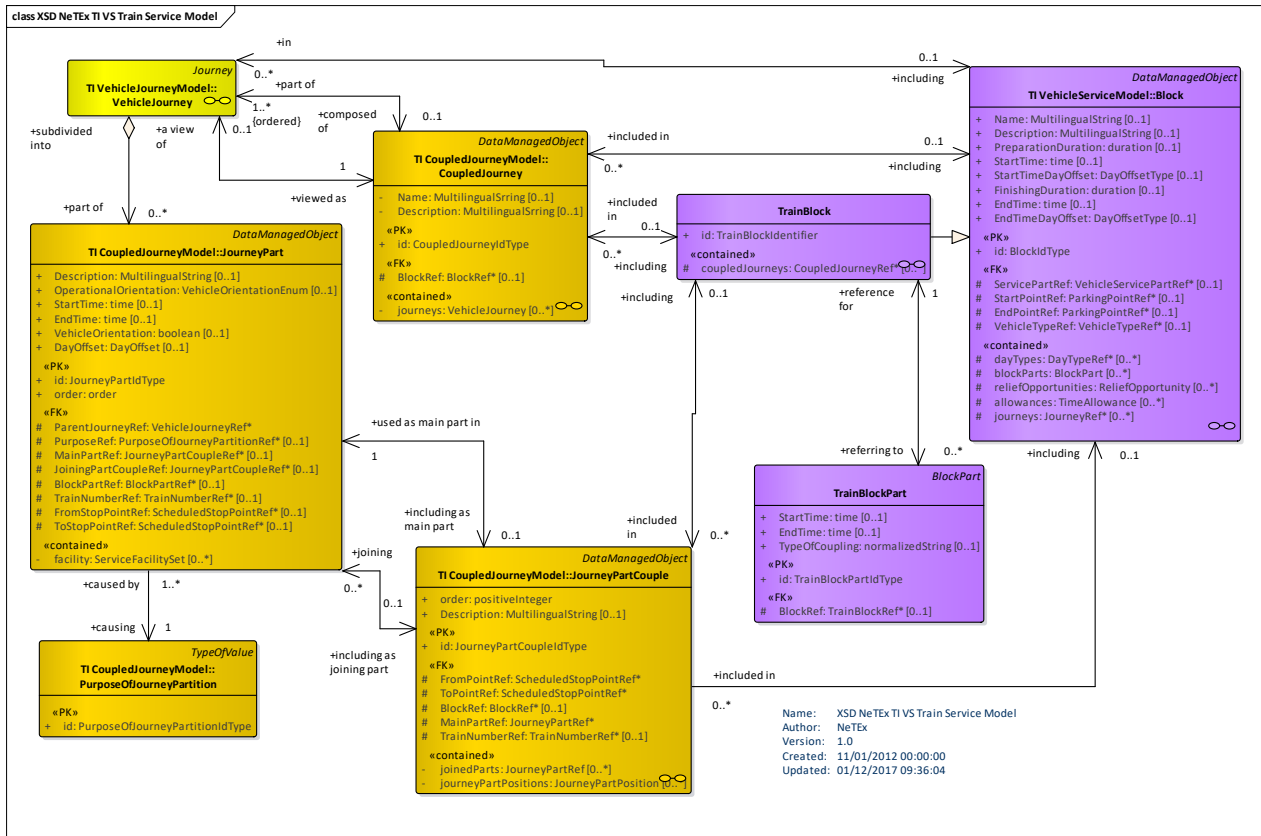 class XSD NeTEx TI VS Train Service Model
+in
0..1
+including
Journey
TI VehicleJourneyModel::
VehicleJourney
0..*
+part of
1..*
{ordered}
+composed
of
0..1
+subdivided
into
+a view
of
0..1
1
+viewed as
+part of
0..*
DataManagedObject
TI CoupledJourneyModel::
CoupledJourney
- Name: MultilingualSrring [0..1]
- Description: MultilingualSrring [0..1]
«PK»
+ id: CoupledJourneyIdType
«FK»
# BlockRef: BlockRef* [0..1]
«contained»
- journeys: VehicleJourney [0..*]
+included in
0..*
0..1
+including
+included
in
0..1
0..*
+including
TrainBlock
+ id: TrainBlockIdentifier
«contained»
# coupledJourneys: CoupledJourneyRef* [0..*]
+including
0..1
+reference
for
1
DataManagedObject
TI VehicleServiceModel::Block
+ Name: MultilingualString [0..1]
+ Description: MultilingualString [0..1]
+ PreparationDuration: duration [0..1]
+ StartTime: time [0..1]
+ StartTimeDayOffset: DayOffsetType [0..1]
+ FinishingDuration: duration [0..1]
+ EndTime: time [0..1]
+ EndTimeDayOffset: DayOffsetType [0..1]
«PK»
+ id: BlockIdType
«FK»
# ServicePartRef: VehicleServicePartRef* [0..1]
# StartPointRef: ParkingPointRef* [0..1]
# EndPointRef: ParkingPointRef* [0..1]
# VehicleTypeRef: VehicleTypeRef* [0..1]
«contained»
# dayTypes: DayTypeRef* [0..*]
# blockParts: BlockPart [0..*]
# reliefOpportunities: ReliefOpportunity [0..*]
# allowances: TimeAllowance [0..*]
# journeys: JourneyRef* [0..*]
+including
0..1
DataManagedObject
TI CoupledJourneyModel::JourneyPart
+ Description: MultilingualString [0..1]
+ OperationalOrientation: VehicleOrientationEnum [0..1]
+ StartTime: time [0..1]
+ EndTime: time [0..1]
+ VehicleOrientation: boolean [0..1]
+ DayOffset: DayOffset [0..1]
«PK»
+ id: JourneyPartIdType
+ order: order
«FK»
# ParentJourneyRef: VehicleJourneyRef*
# PurposeRef: PurposeOfJourneyPartitionRef* [0..1]
# MainPartRef: JourneyPartCoupleRef* [0..1]
# JoiningPartCoupleRef: JourneyPartCoupleRef* [0..1]
# BlockPartRef: BlockPartRef* [0..1]
# TrainNumberRef: TrainNumberRef* [0..1]
# FromStopPointRef: ScheduledStopPointRef* [0..1]
# ToStopPointRef: ScheduledStopPointRef* [0..1]
«contained»
- facility: ServiceFacilitySet [0..*]
+used as main part in
1
+including as
main part
0..1
+included
in
0..*
+referring to
0..*
BlockPart
TrainBlockPart
+ StartTime: time [0..1]
+ EndTime: time [0..1]
+ TypeOfCoupling: normalizedString [0..1]
«PK»
+ id: TrainBlockPartIdType
«FK»
# BlockRef: TrainBlockRef* [0..1]
+joining
0..*
0..1
+including as
joining part
+caused by
1..*
+causing
1
TypeOfValue
TI CoupledJourneyModel::
PurposeOfJourneyPartition
«PK»
+ id: PurposeOfJourneyPartitionIdType
DataManagedObject
TI CoupledJourneyModel::JourneyPartCouple
+ order: positiveInteger
+ Description: MultilingualString [0..1]
«PK»
+ id: JourneyPartCoupleIdType
«FK»
# FromPointRef: ScheduledStopPointRef*
# ToPointRef: ScheduledStopPointRef*
# BlockRef: BlockRef* [0..1]
# MainPartRef: JourneyPartRef*
# TrainNumberRef: TrainNumberRef* [0..1]
«contained»
- joinedParts: JourneyPartRef [0..*]
- journeyPartPositions: JourneyPartPosition [0..*]
+included in
0..*
Name: XSD NeTEx TI VS Train Service Model
Author: NeTEx
Version: 1.0
Created: 11/01/2012 00:00:00
Updated: 01/12/2017 09:36:04